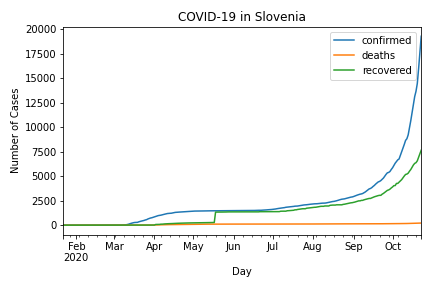 COVID-19 in Slovenia
20000
17500
15000
12500
10000
7500
5000
2500
0
Number of Cases
confirmed
deaths
recovered
Feb Mar Apr May Jun Jul Aug Sep Oct
2020
Day